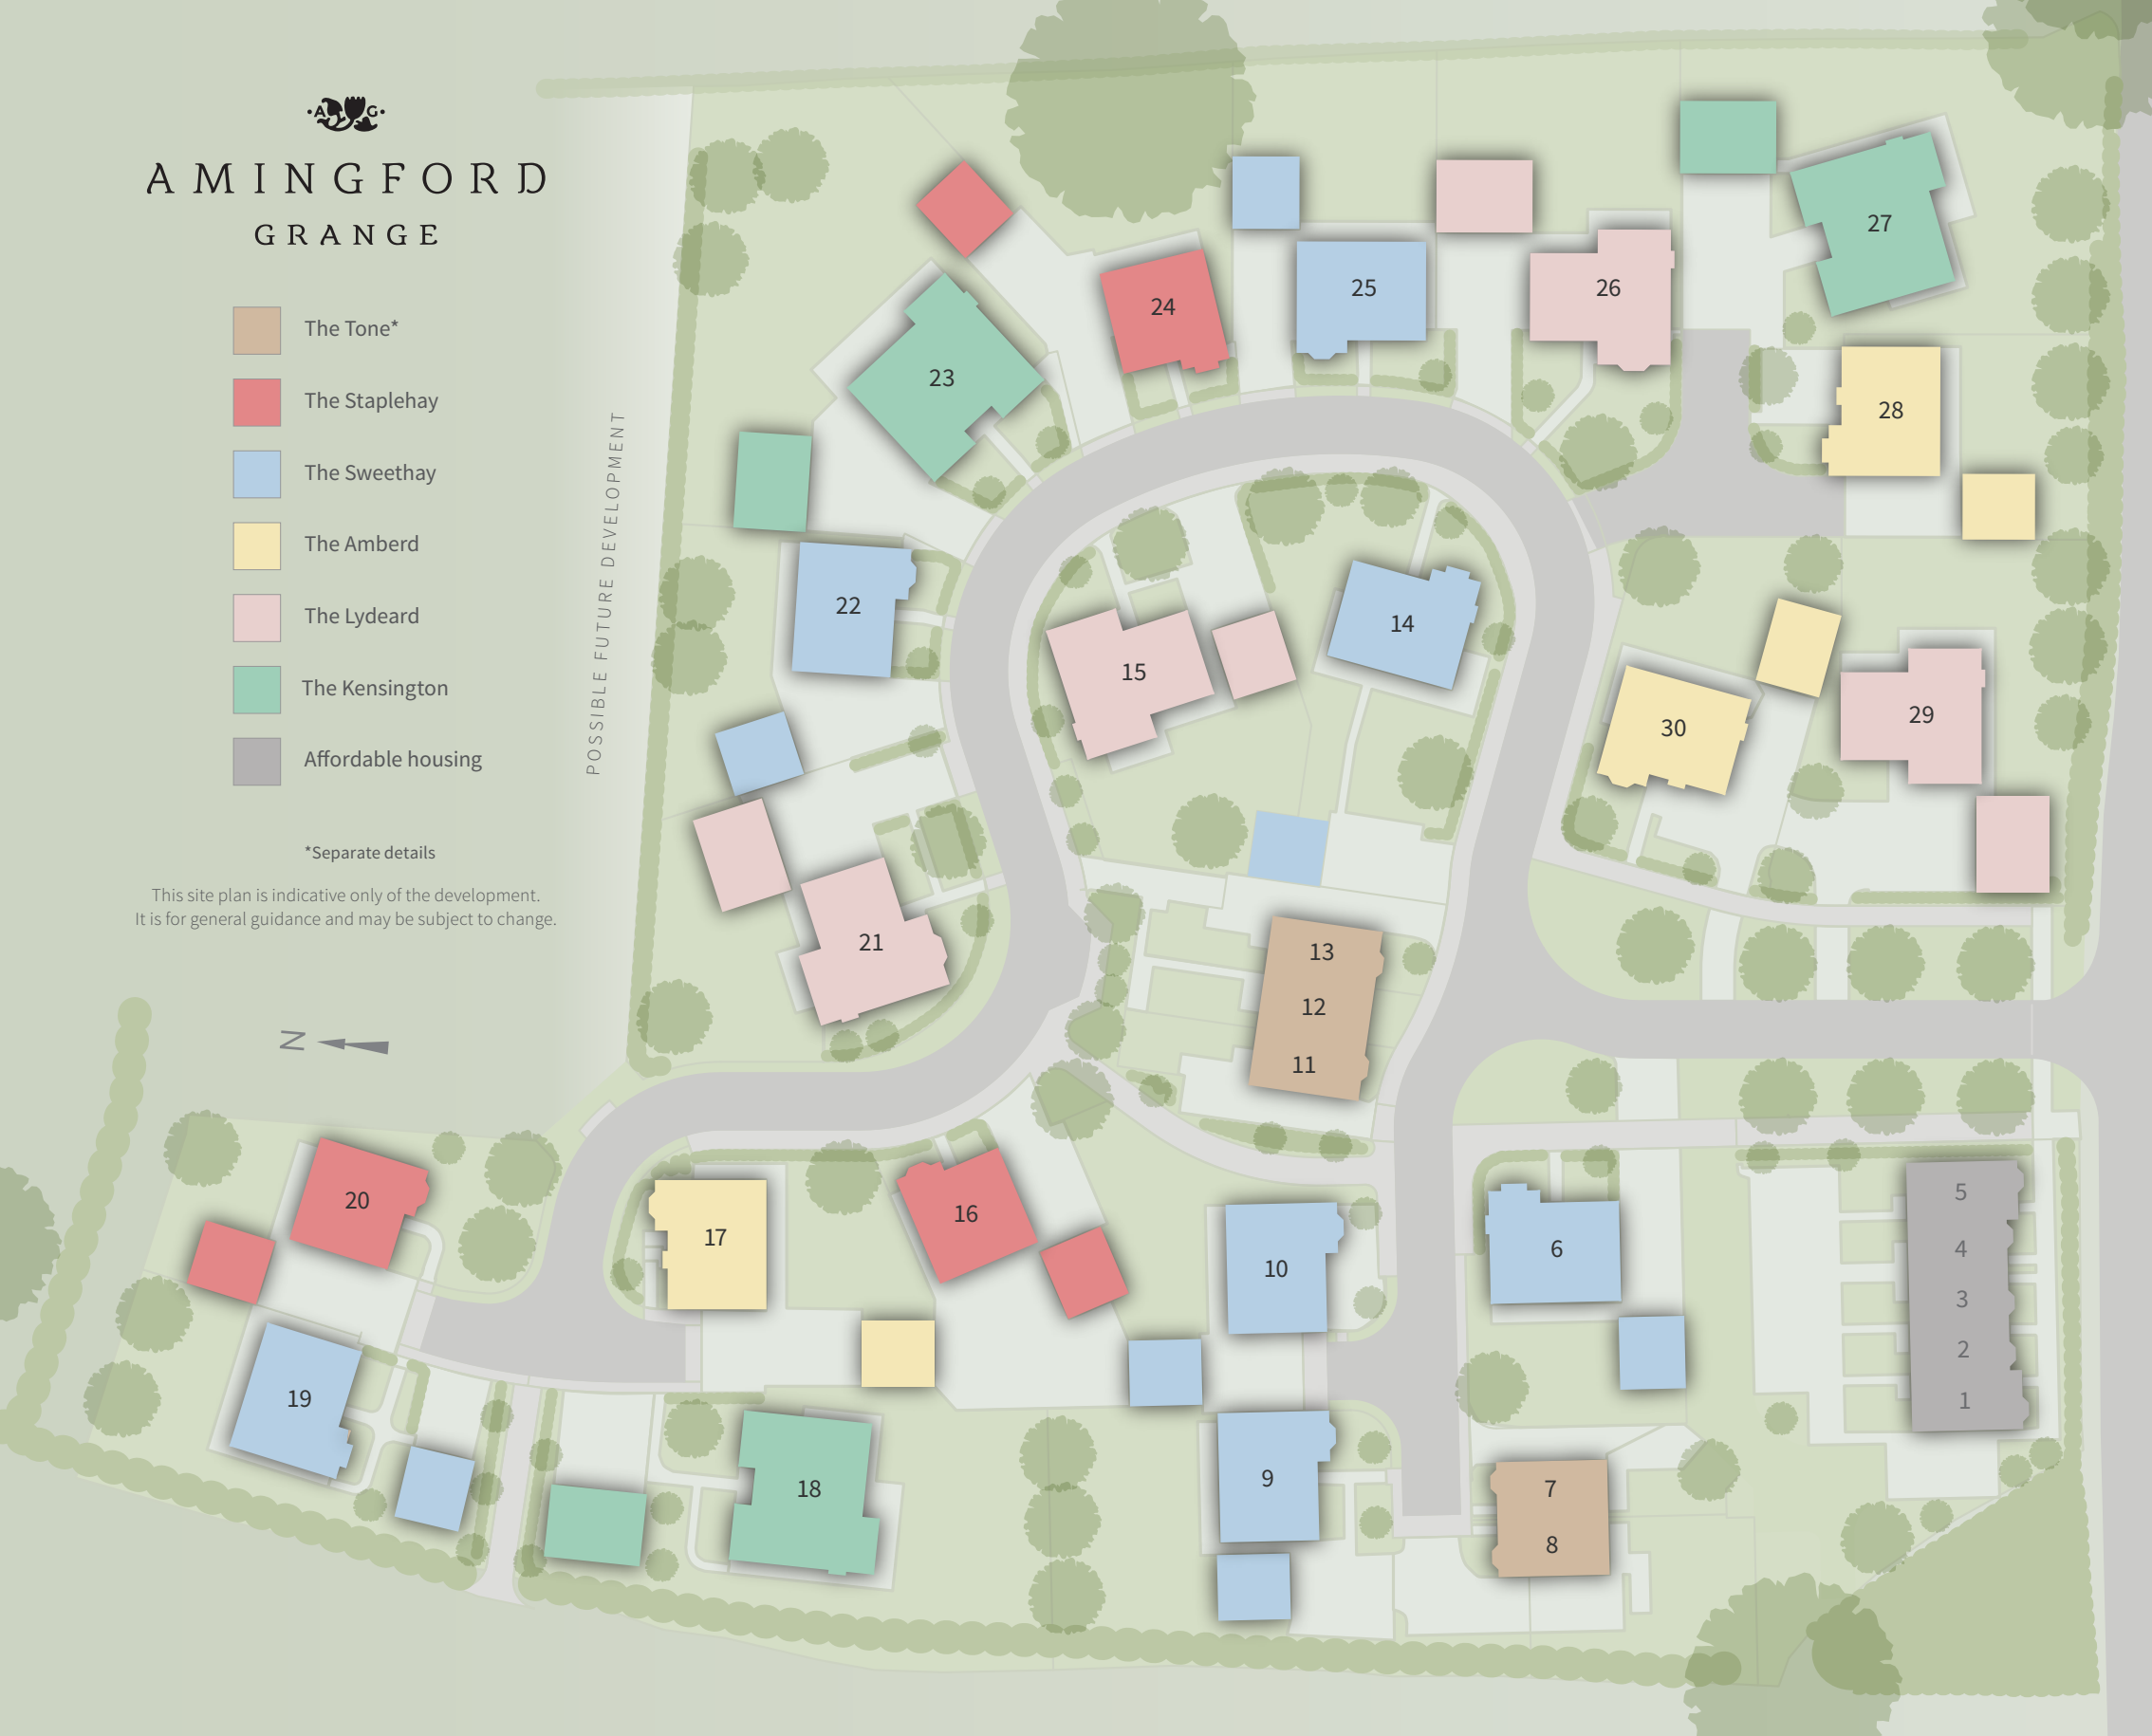 ·A G·
AMINGFORD
GRANGE
The Tone*
The Staplehay
The Sweethay
The Amberd
The Lydeard
The Kensington
Affordable housing
*Separate details
This site plan is indicative only of the development.
It is for general guidance and may be subject to change.
N
POSSIBLE FUTURE DEVELOPMENT
27
24
25
26
23
28
22
14
15
29
30
21
13
12
11
20
16
17
10
6
5
4
3
2
1
19
18
9
7
8